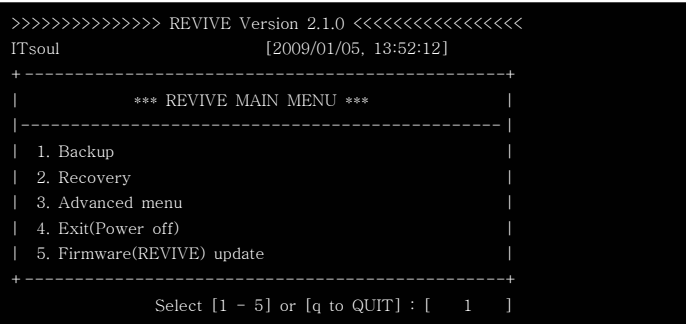 >>>>>>>>>>>>>>> REVIVE Version 2.1.0 <<<<<<<<<<<<<<<<<
ITsoul [2009/01/05, 13:52:12]
+------------------------------------------------+
| *** REVIVE MAIN MENU *** |
|------------------------------------------------|
| 1. Backup |
| 2. Recovery |
| 3. Advanced menu |
| 4. Exit(Power off) |
| 5. Firmware(REVIVE) update |
+------------------------------------------------+
Select [1 - 5] or [q to QUIT] : [ 1 ]